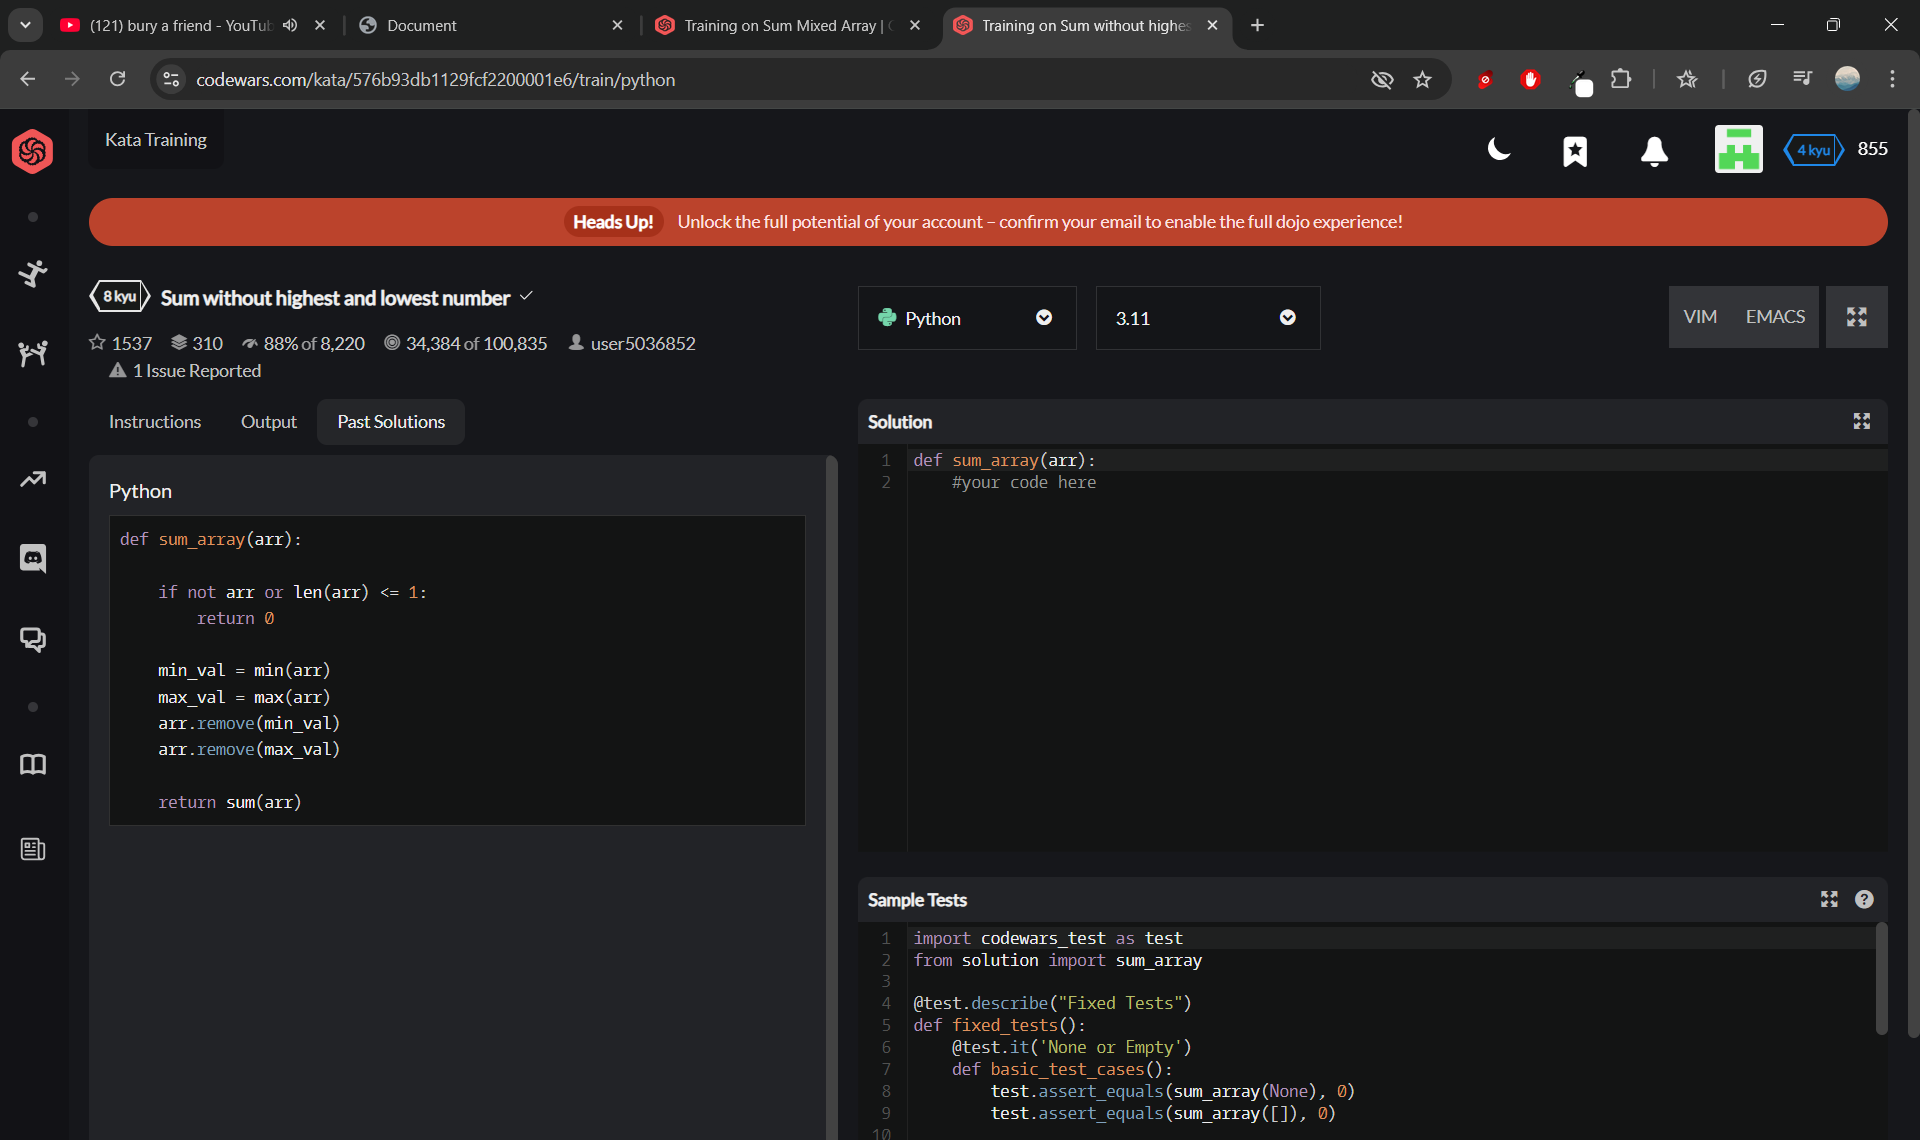 (121) bury a friend - YouTub
Document
Training on Sum Mixed Array |
Training on Sum without highes
codewars.com/kata/576b93db1129fcf2200001e6/train/python
Kata Training
4 kyu
855
Heads Up! Unlock the full potential of your account – confirm your email to enable the full dojo experience!
8 kyu
Sum without highest and lowest number
1537
310
88% of 8,220
34,384 of 100,835
user5036852
1 Issue Reported
Python
3.11
VIM
EMACS
Instructions
Output
Past Solutions
Python
def sum_array(arr):
if not arr or len(arr) <= 1:
return 0
min_val = min(arr)
max_val = max(arr)
arr.remove(min_val)
arr.remove(max_val)
return sum(arr)
Solution
1 def sum_array(arr):
2 #your code here
Sample Tests
?
1 import codewars_test as test
2 from solution import sum_array
3
4 @test.describe("Fixed Tests")
5 def fixed_tests():
6 @test.it('None or Empty')
7 def basic_test_cases():
8 test.assert_equals(sum_array(None), 0)
9 test.assert_equals(sum_array([]), 0)
10